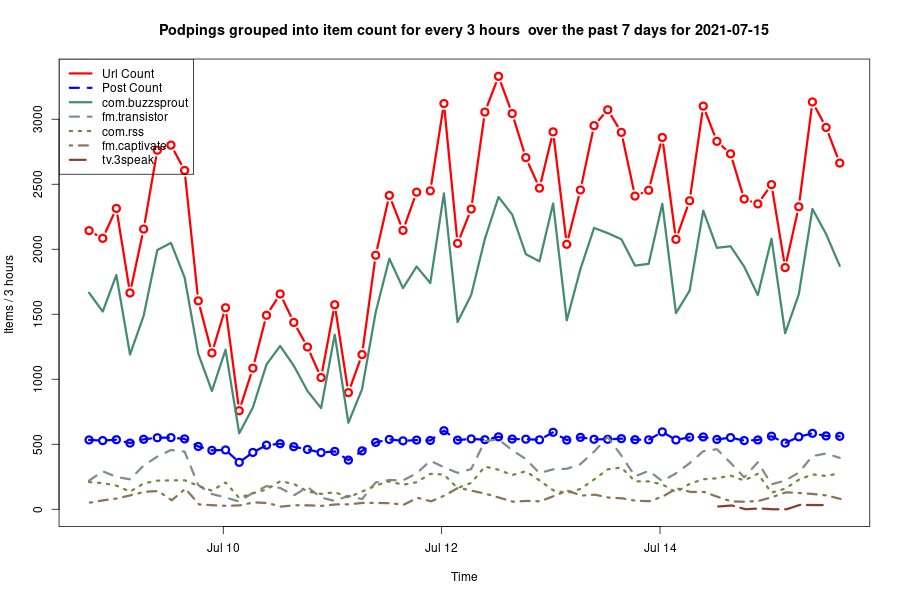 Podpings grouped into item count for every 3 hours  over the past 7 days for 2021-07-15
Url Count
Post Count
com.buzzsprout
fm.transistor
com.rss
fm.captivate
tv.3speak
Items / 3 hours
3000
2500
2000
1500
1000
500
0
Jul 10
Jul 12
Jul 14
Time